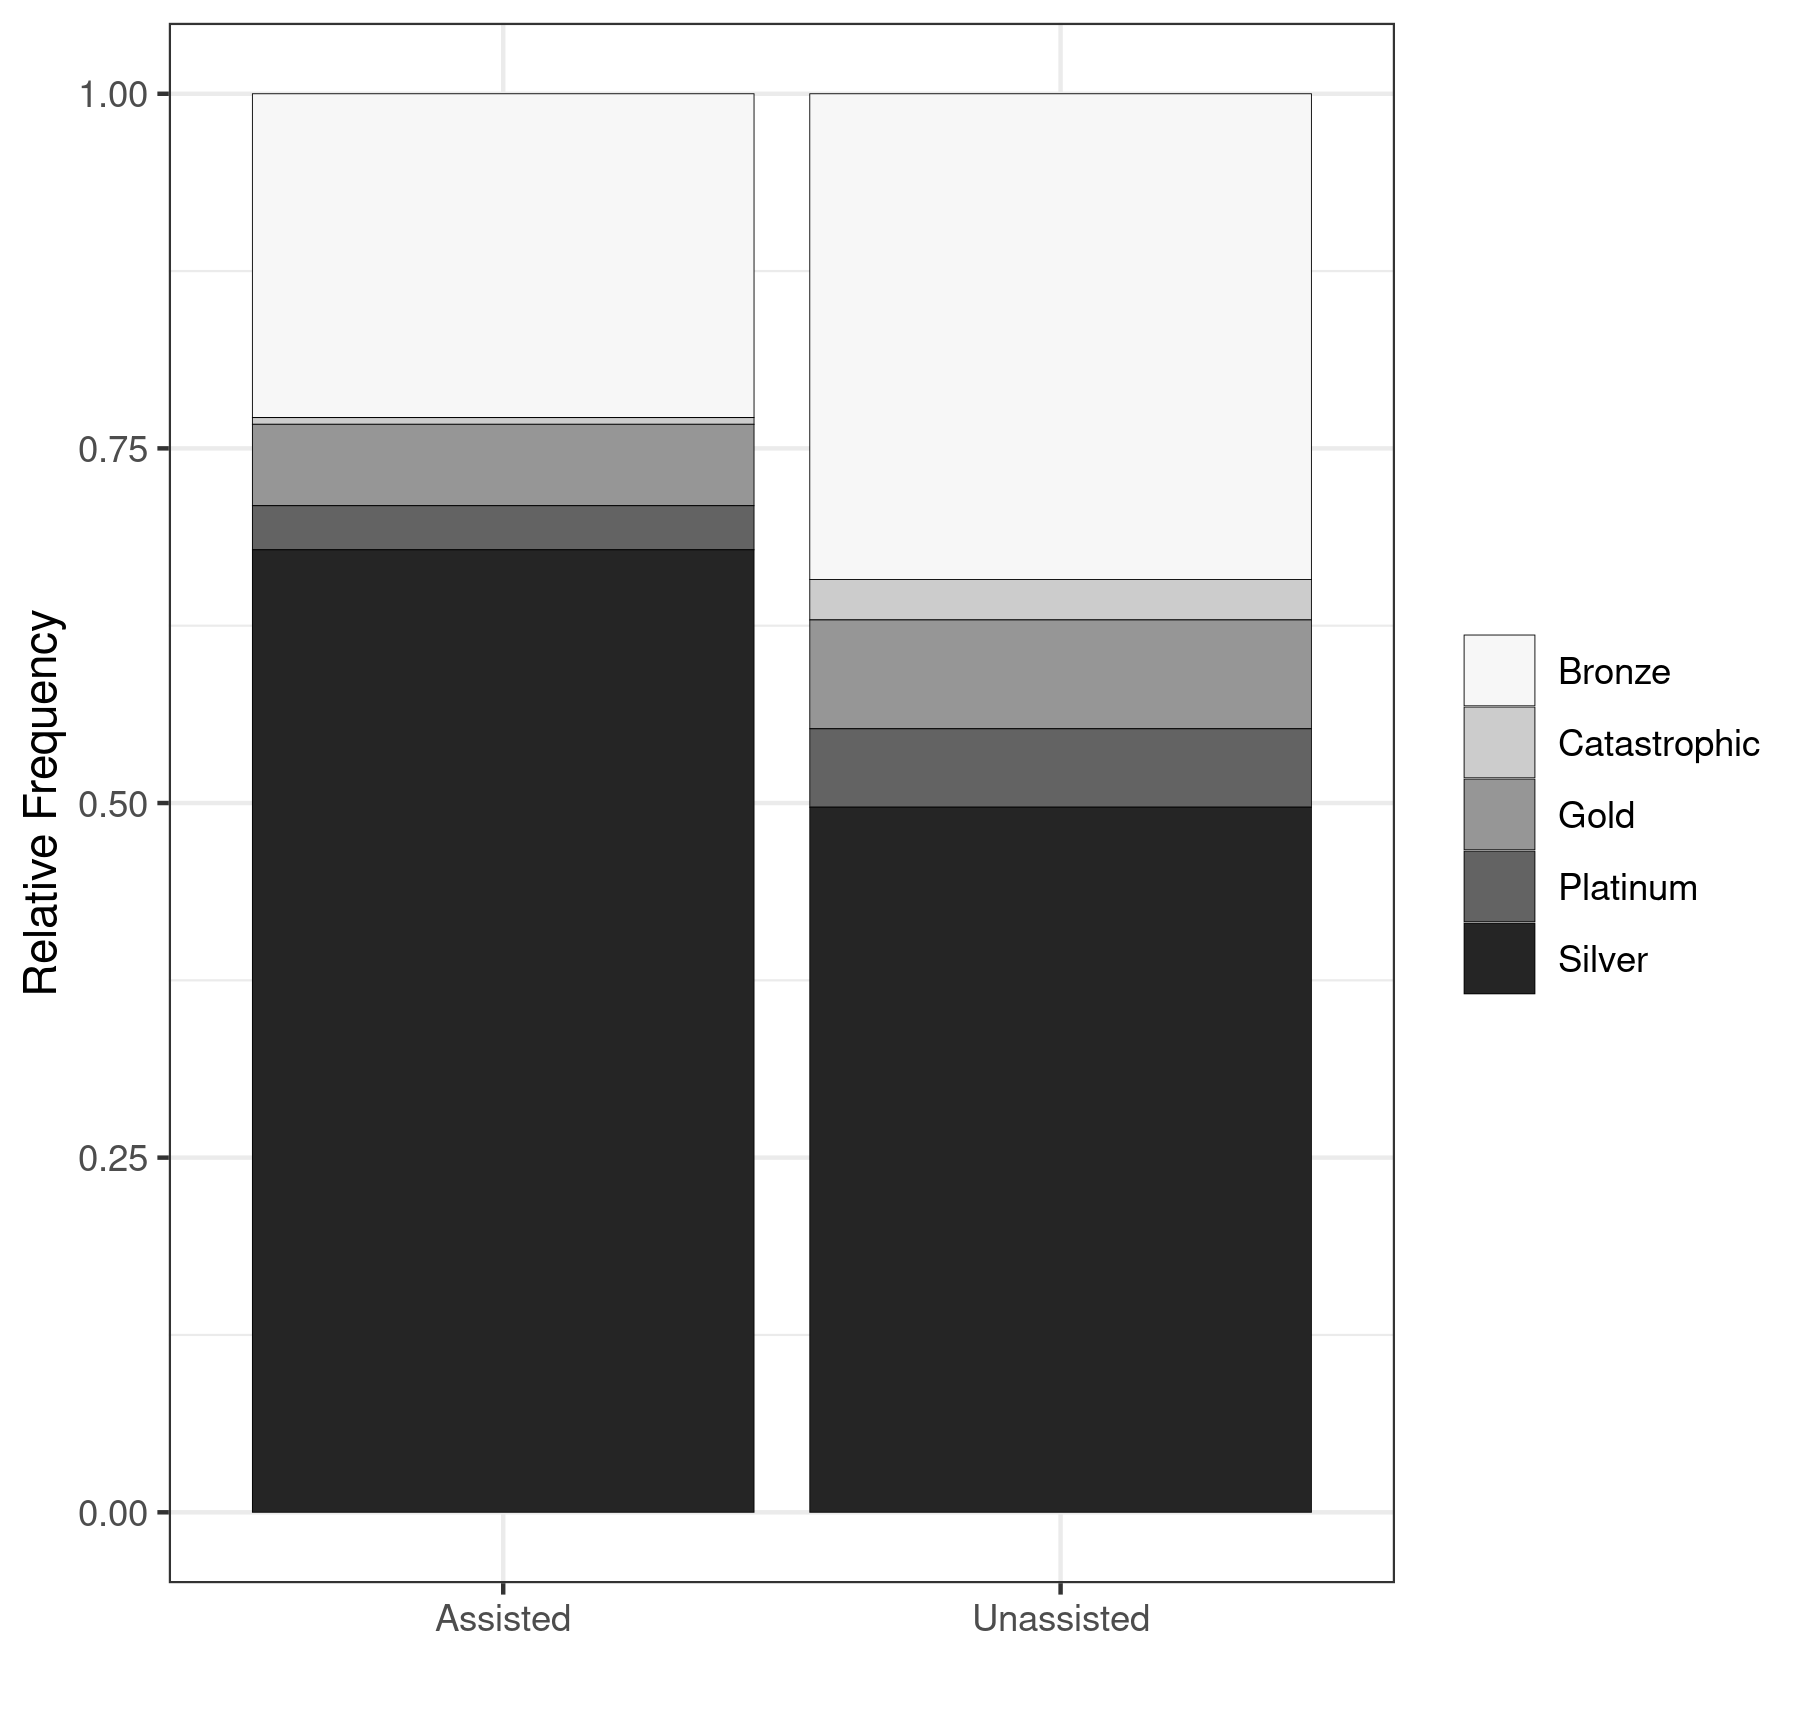 Relative Frequency
1.00
0.75
0.50
0.25
0.00
Assisted
Unassisted
Bronze
Catastrophic
Gold
Platinum
Silver